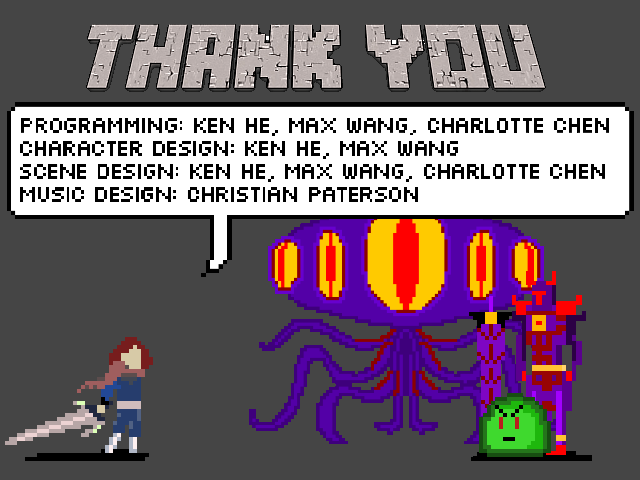 THANK YOU
PROGRAMMING: KEN HE, MAX WANG, CHARLOTTE CHEN
CHARACTER DESIGN: KEN HE, MAX WANG
SCENE DESIGN: KEN HE, MAX WANG, CHARLOTTE CHEN
MUSIC DESIGN: CHRISTIAN PATERSON